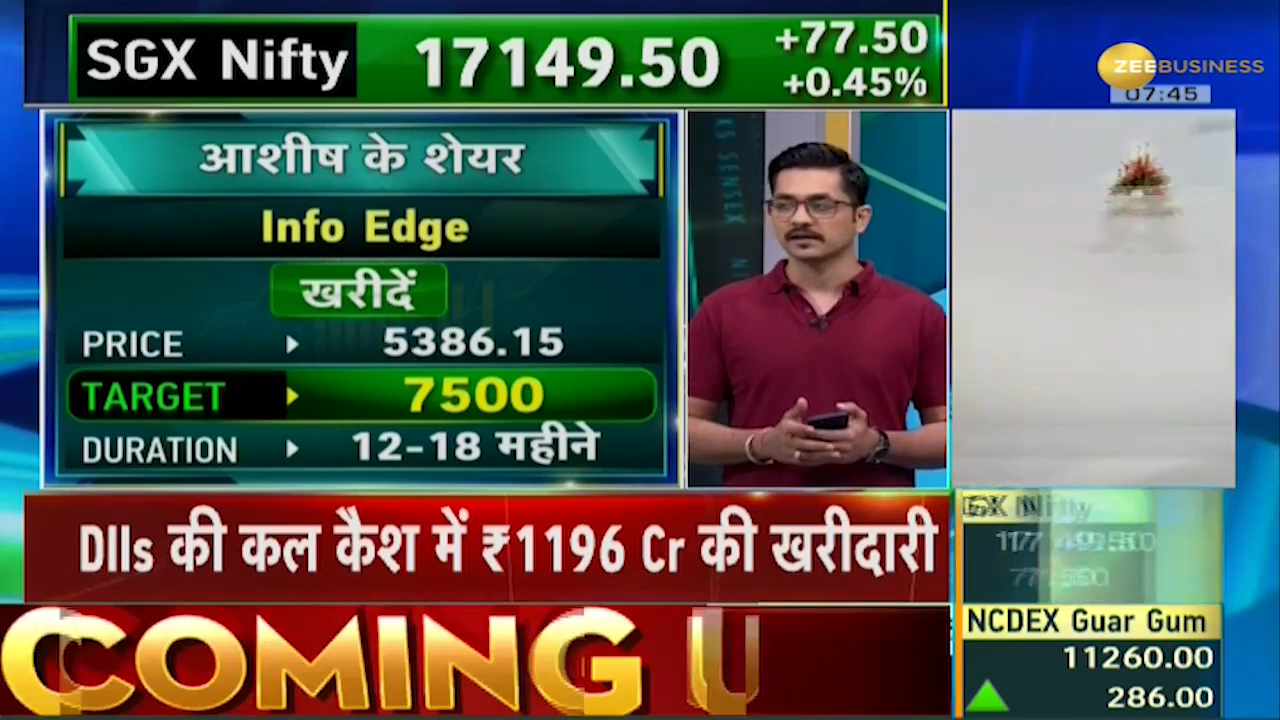 SGX Nifty 17149.50 +77.50
+0.45%
ZEEBUSINESS
07:45
आशीष के शेयर
Info Edge
खरीदें
PRICE 5386.15
TARGET 7500
DURATION 12-18 महीने
DIIs की कल कैश में ₹1196 Cr की खरीदारी
COMING U
NCDEX Guar Gum
11260.00
286.00